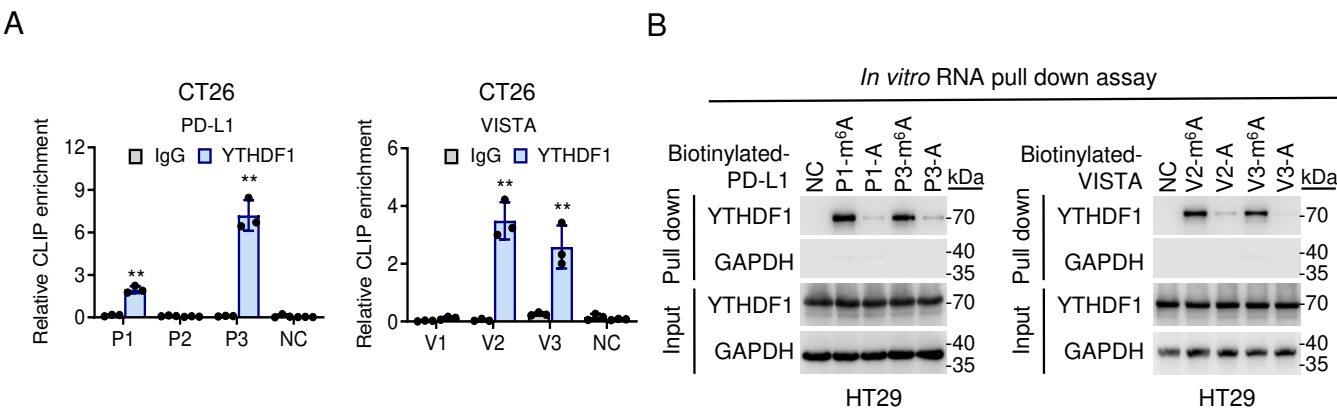 A
CT26
PD-L1
IgG YTHDF1
Relative CLIP enrichment
12
9
6
3
0
** **
P1 P2 P3 NC
CT26
VISTA
IgG YTHDF1
Relative CLIP enrichment
6
4
2
0
** **
V1 V2 V3 NC
B
In vitro RNA pull down assay
Biotinylated-
PD-L1
NC P1-m⁶A P1-A P3-m⁶A P3-A kDa
Pull down
YTHDF1 -70
GAPDH -40
-35
Input
YTHDF1 -70
GAPDH -40
-35
HT29
Biotinylated-
VISTA
NC V2-m⁶A V2-A V3-m⁶A V3-A kDa
Pull down
YTHDF1 -70
GAPDH -40
-35
Input
YTHDF1 -70
GAPDH -40
-35
HT29